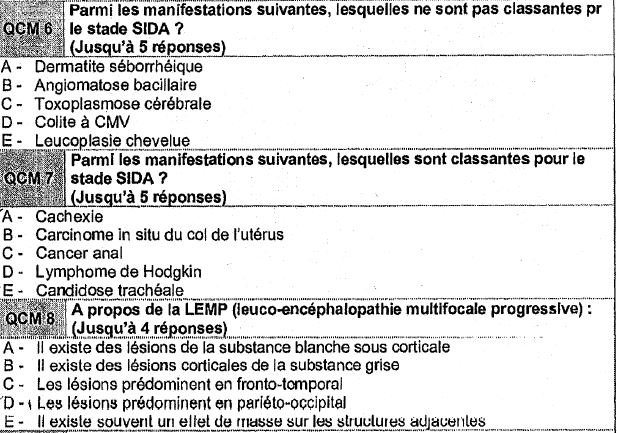 Parmi les manifestations suivantes, lesquelles ne sont pas classantes pr
QCM 6 le stade SIDA ?
(Jusqu'à 5 réponses)
A - Dermatite séborrhéique
B - Angiomatose bacillaire
C - Toxoplasmose cérébrale
D - Colite à CMV
E - Leucoplasie chevelue
Parmi les manifestations suivantes, lesquelles sont classantes pour le
QCM 7 stade SIDA ?
(Jusqu'à 5 réponses)
A - Cachexie
B - Carcinome in situ du col de l'utérus
C - Cancer anal
D - Lymphome de Hodgkin
E - Candidose trachéale
A propos de la LEMP (leuco-encéphalopathie multifocale progressive) :
QCM 8 (Jusqu'à 4 réponses)
A - Il existe des lésions de la substance blanche sous corticale
B - Il existe des lésions corticales de la substance grise
C - Les lésions prédominent en fronto-temporal
D - Les lésions prédominent en pariéto-occipital
E - Il existe souvent un effet de masse sur les structures adjacentes